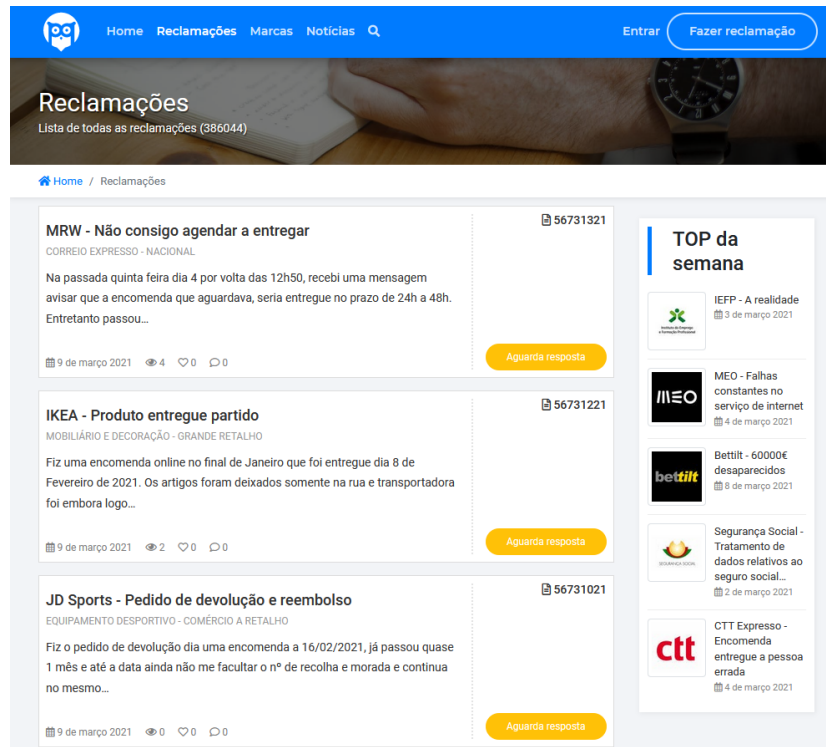 Home Reclamações Marcas Notícias Entrar Fazer reclamação
Reclamações
Lista de todas as reclamações (386044)
Home / Reclamações
MRW - Não consigo agendar a entregar
56731321
CORREIO EXPRESSO - NACIONAL
Na passada quinta feira dia 4 por volta das 12h50, recebi uma mensagem
avisar que a encomenda que aguardava, seria entregue no prazo de 24h a 48h.
Entretanto passou...
9 de março 2021 4 0 0
Aguarda resposta
IKEA - Produto entregue partido
56731221
MOBILIÁRIO E DECORAÇÃO - GRANDE RETALHO
Fiz uma encomenda online no final de Janeiro que foi entregue dia 8 de
Fevereiro de 2021. Os artigos foram deixados somente na rua e transportadora
foi embora logo...
9 de março 2021 2 0 0
Aguarda resposta
JD Sports - Pedido de devolução e reembolso
56731021
EQUIPAMENTO DESPORTIVO - COMÉRCIO A RETALHO
Fiz o pedido de devolução dia uma encomenda a 16/02/2021, já passou quase
1 mês e até a data ainda não me facultar o nº de recolha e morada e continua
no mesmo...
9 de março 2021 0 0 0
Aguarda resposta
TOP da
semana
IEFP - A realidade
3 de março 2021
MEO
MEO - Falhas
constantes no
serviço de internet
4 de março 2021
bettilt
Bettilt - 60000€
desaparecidos
8 de março 2021
SEGURANÇA SOCIAL
Segurança Social -
Tratamento de
dados relativos ao
seguro social...
2 de março 2021
ctt
CTT Expresso -
Encomenda
entregue a pessoa
errada
4 de março 2021